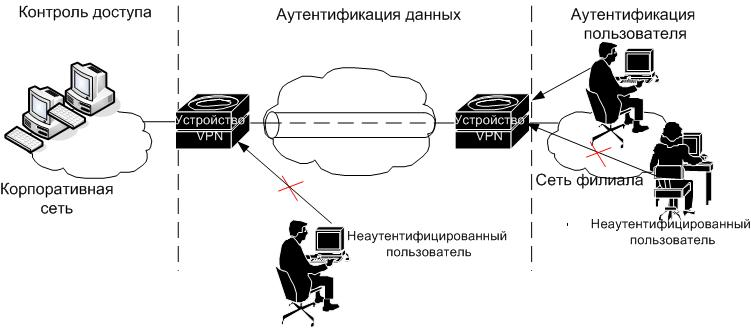 Контроль доступа
Аутентификация данных
Аутентификация
пользователя
Устройство
VPN
Устройство
VPN
Корпоративная
сеть
Сеть филиала
Неаутентифицированный
пользователь
Неаутентифицированный
пользователь